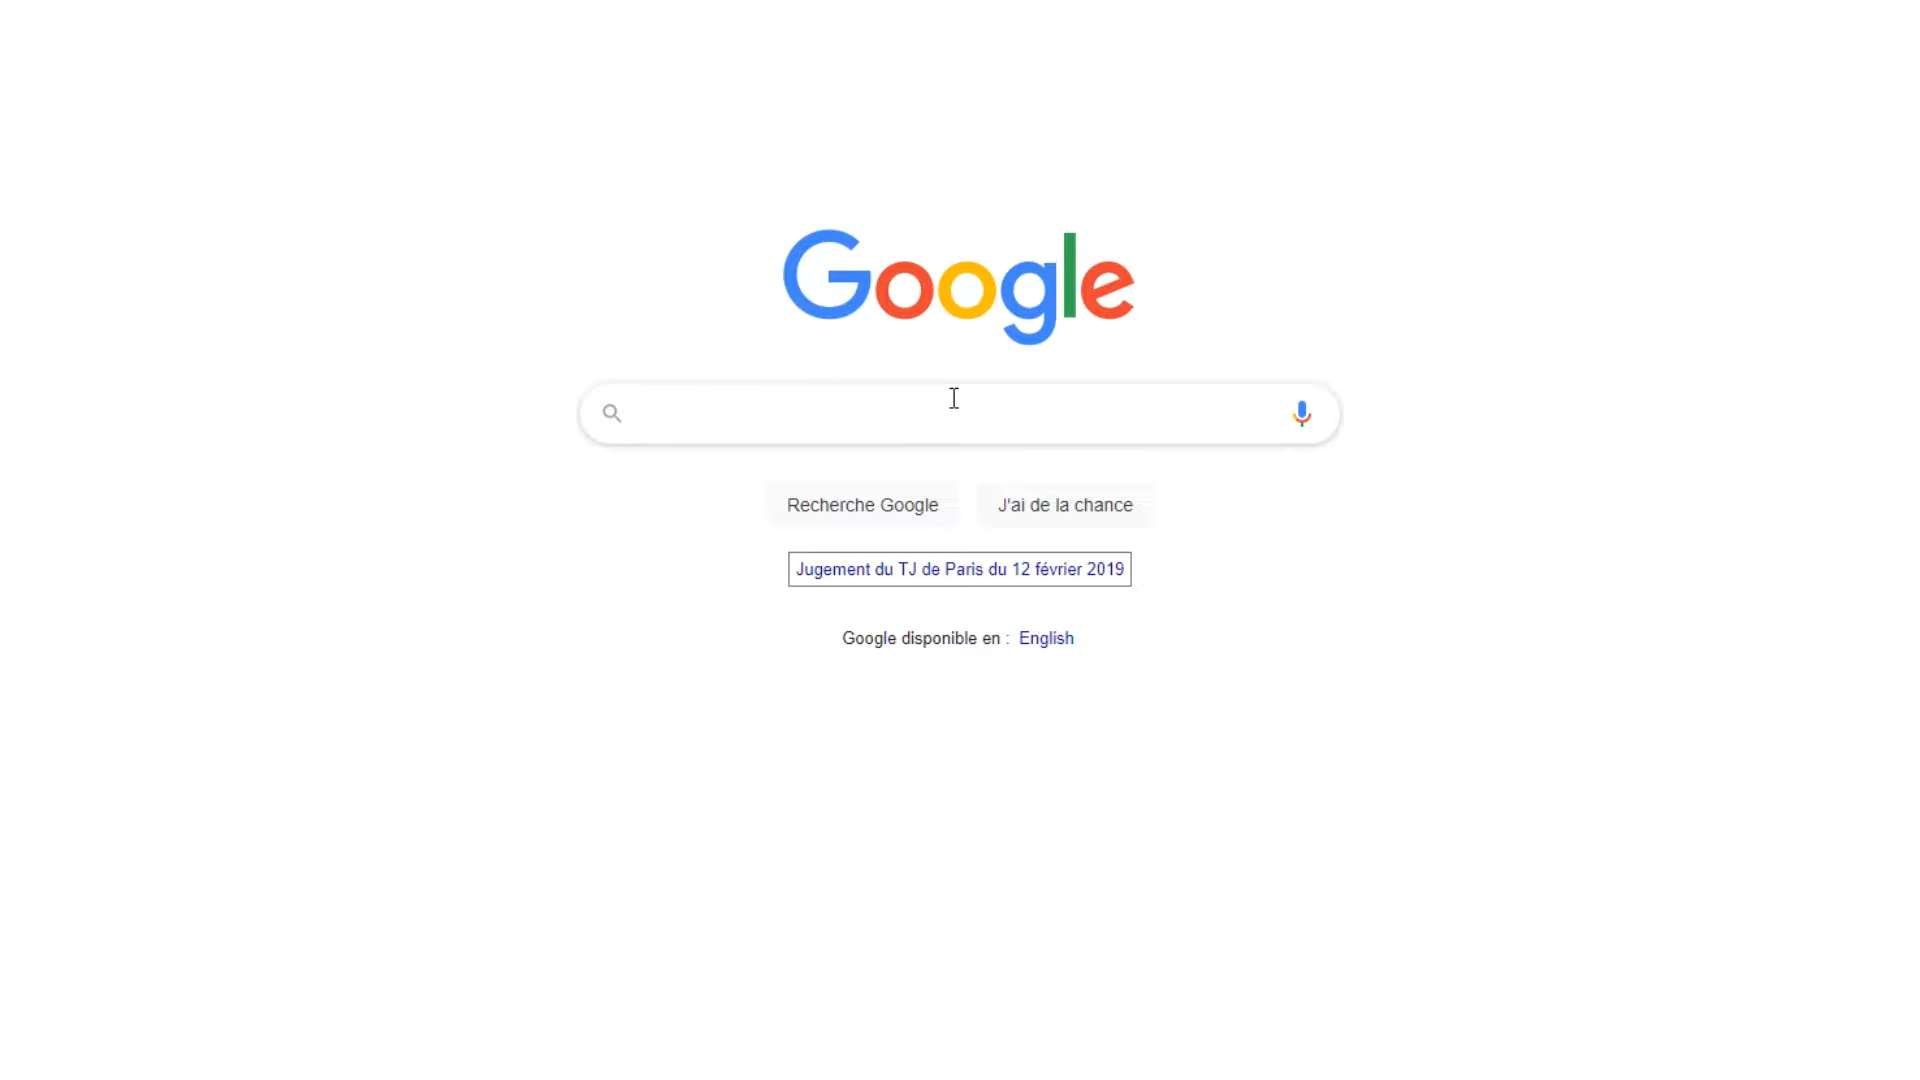 Google
Recherche Google
J'ai de la chance
Jugement du TJ de Paris du 12 février 2019
Google disponible en : English